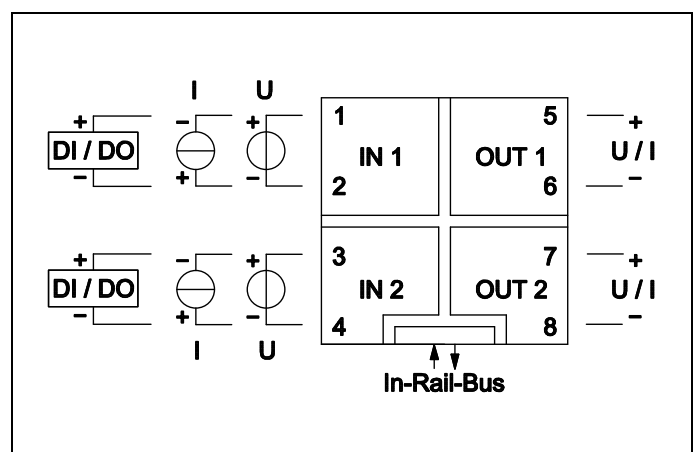 I U
+ - + 1 5 +
DI / DO IN 1 OUT 1 U / I
- + - 2 6 -
+ - + 3 7 +
DI / DO IN 2 OUT 2 U / I
- + - 4 8 -
I U
In-Rail-Bus